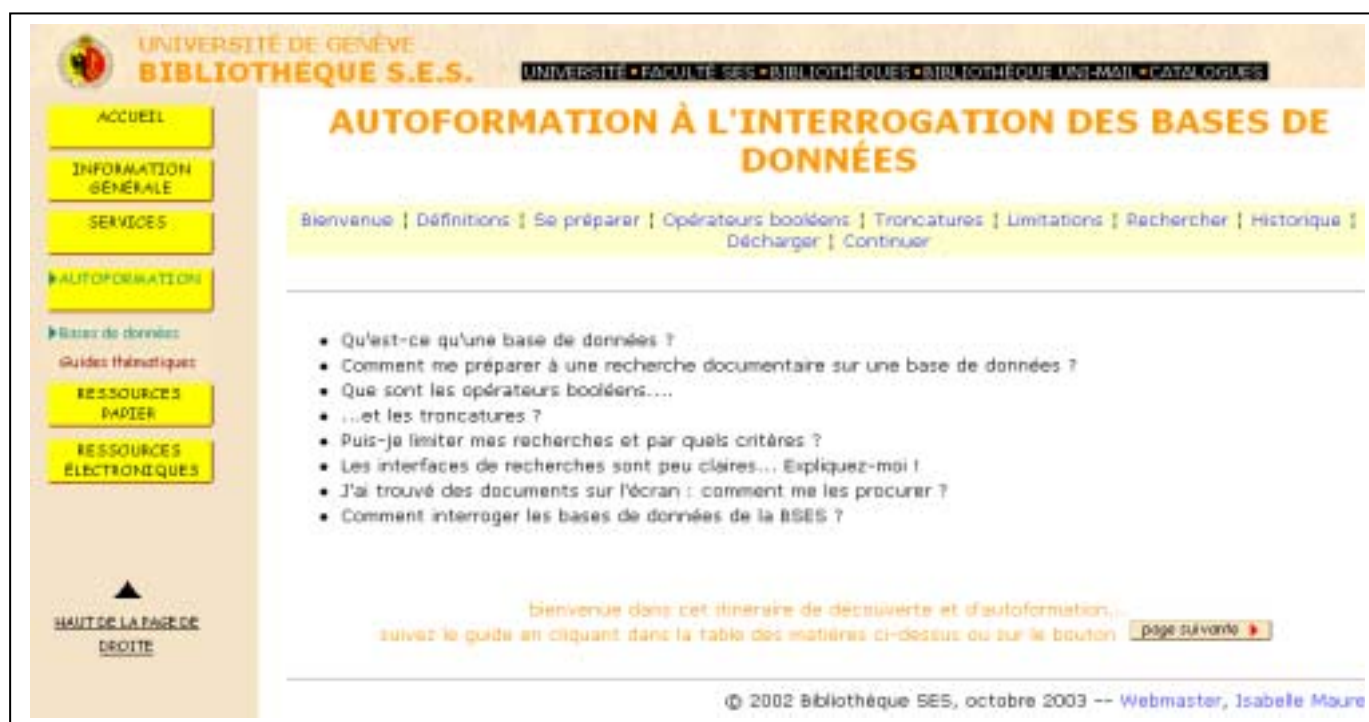 UNIVERSITÉ DE GENÈVE
BIBLIOTHÈQUE S.E.S.
UNIVERSITÉ • FACULTÉ SES • BIBLIOTHÈQUES • BIBLIOTHÈQUE UNI-MAIL • CATALOGUES
ACCUEIL
INFORMATION
GÉNÉRALE
SERVICES
AUTOFORMATION
Bases de données
Guides thématiques
RESSOURCES
PAPIER
RESSOURCES
ÉLECTRONIQUES
HAUT DE LA PAGE DE
DROITE
AUTOFORMATION À L'INTERROGATION DES BASES DE
DONNÉES
Bienvenue | Définitions | Se préparer | Opérateurs booléens | Troncatures | Limitations | Rechercher | Historique |
Décharger | Continuer
• Qu'est-ce qu'une base de données ?
• Comment me préparer à une recherche documentaire sur une base de données ?
• Que sont les opérateurs booléens....
• ...et les troncatures ?
• Puis-je limiter mes recherches et par quels critères ?
• Les interfaces de recherches sont peu claires... Expliquez-moi !
• J'ai trouvé des documents sur l'écran : comment me les procurer ?
• Comment interroger les bases de données de la BSES ?
bienvenue dans cet itinéraire de découverte et d'autoformation...
suivez le guide en cliquant dans la table des matières ci-dessus ou sur le bouton page suivante
© 2002 Bibliothèque SES, octobre 2003 -- Webmaster, Isabelle Maure